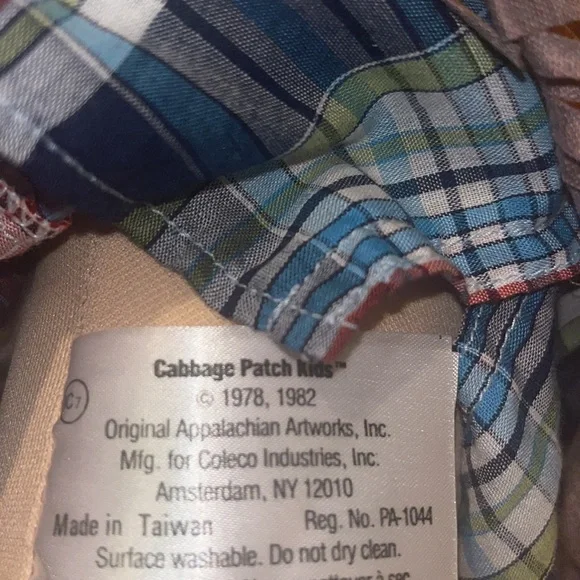 Cabbage Patch Kids™
C7
© 1978, 1982
Original Appalachian Artworks, Inc.
Mfg. for Coleco Industries, Inc.
Amsterdam, NY 12010
Made in Taiwan Reg. No. PA-1044
Surface washable. Do not dry clean.